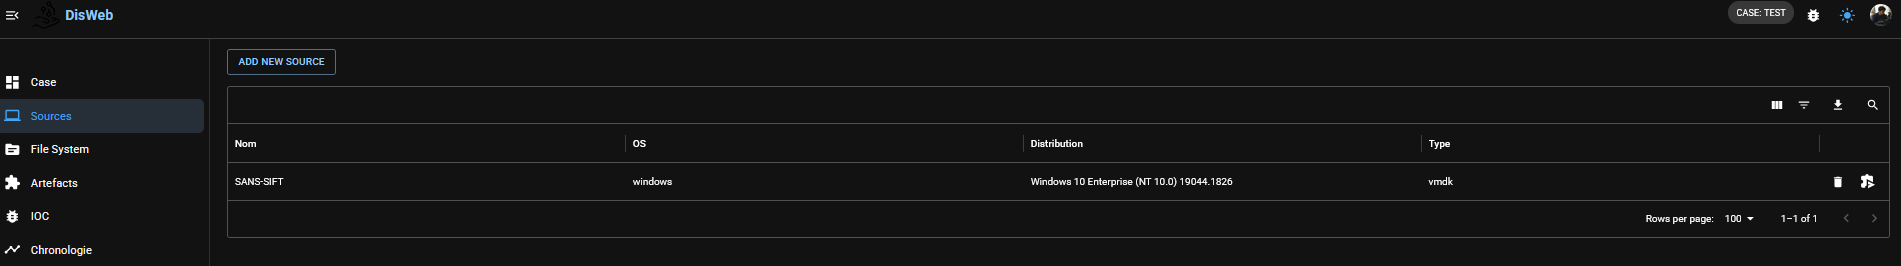 DisWeb
CASE: TEST
Case
Sources
File System
Artefacts
IOC
Chronologie
ADD NEW SOURCE
Nom OS Distribution Type
SANS-SIFT windows Windows 10 Enterprise (NT 10.0) 19044.1826 vmdk
Rows per page: 100 1–1 of 1